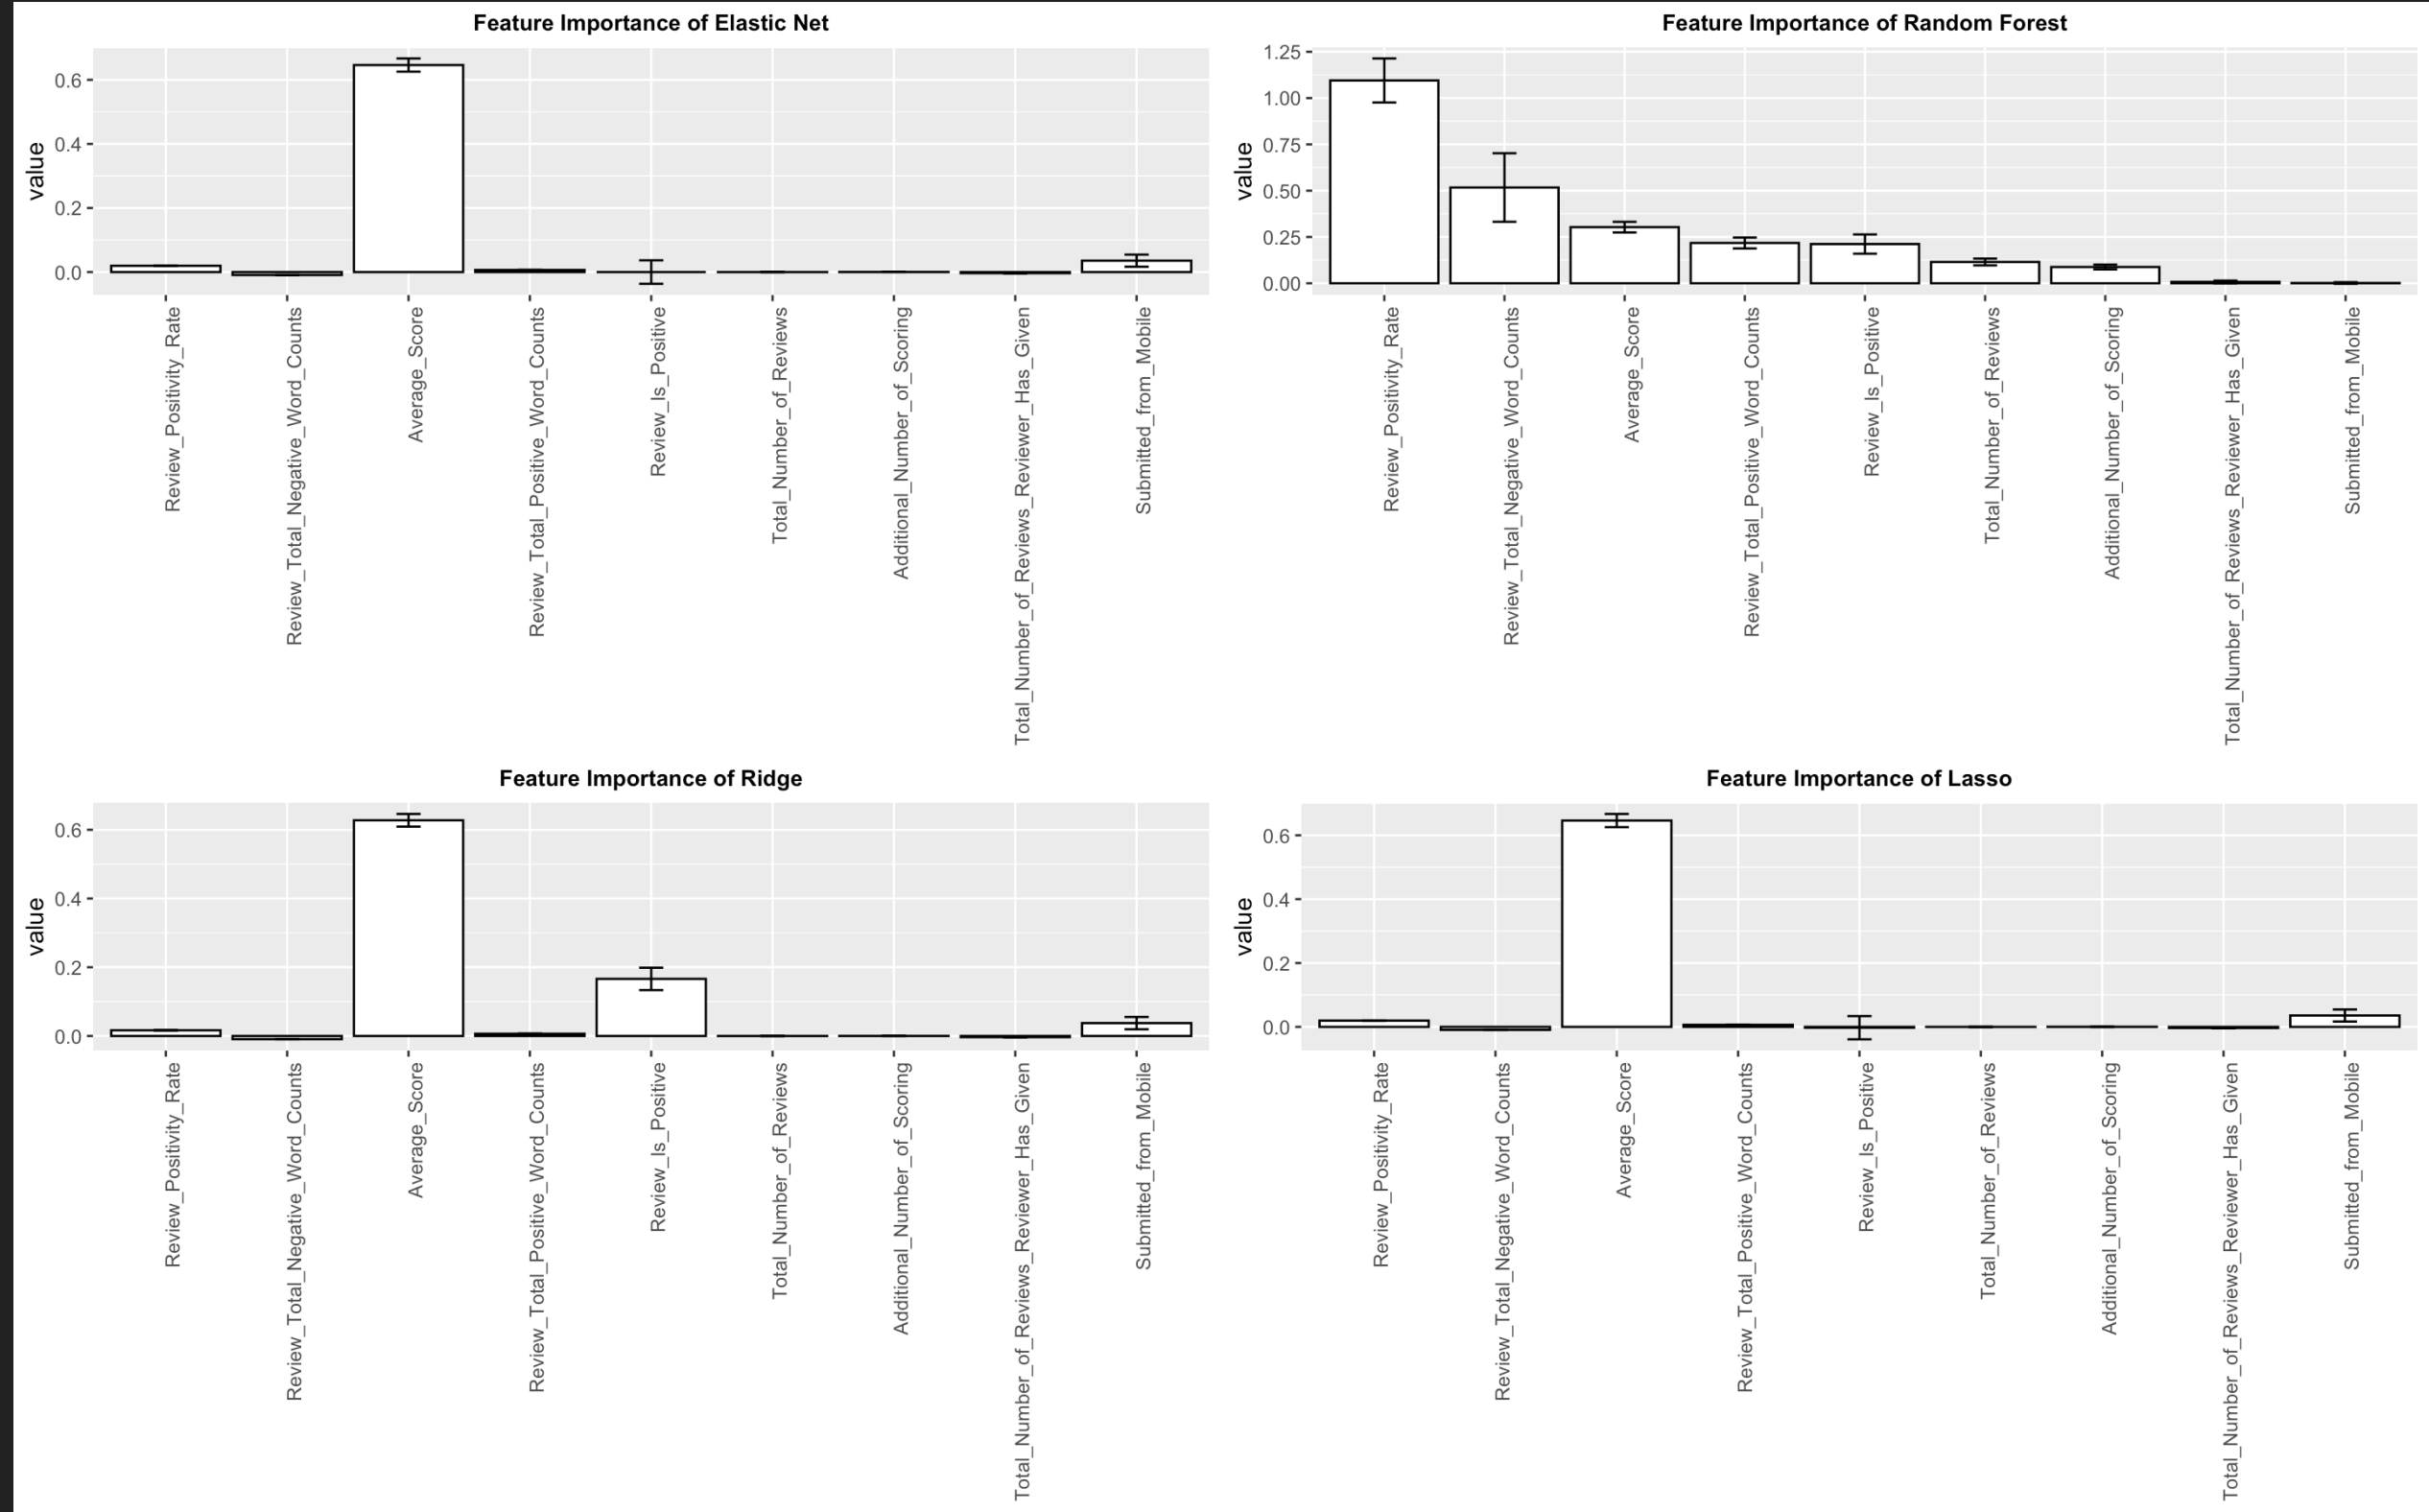 Feature Importance of Elastic Net
value
0.6
0.4
0.2
0.0
Review_Positivity_Rate
Review_Total_Negative_Word_Counts
Average_Score
Review_Total_Positive_Word_Counts
Review_Is_Positive
Total_Number_of_Reviews
Additional_Number_of_Scoring
Total_Number_of_Reviews_Reviewer_Has_Given
Submitted_from_Mobile
Feature Importance of Random Forest
value
1.25
1.00
0.75
0.50
0.25
0.00
Review_Positivity_Rate
Review_Total_Negative_Word_Counts
Average_Score
Review_Total_Positive_Word_Counts
Review_Is_Positive
Total_Number_of_Reviews
Additional_Number_of_Scoring
Total_Number_of_Reviews_Reviewer_Has_Given
Submitted_from_Mobile
Feature Importance of Ridge
value
0.6
0.4
0.2
0.0
Review_Positivity_Rate
Review_Total_Negative_Word_Counts
Average_Score
Review_Total_Positive_Word_Counts
Review_Is_Positive
Total_Number_of_Reviews
Additional_Number_of_Scoring
Total_Number_of_Reviews_Reviewer_Has_Given
Submitted_from_Mobile
Feature Importance of Lasso
value
0.6
0.4
0.2
0.0
Review_Positivity_Rate
Review_Total_Negative_Word_Counts
Average_Score
Review_Total_Positive_Word_Counts
Review_Is_Positive
Total_Number_of_Reviews
Additional_Number_of_Scoring
Total_Number_of_Reviews_Reviewer_Has_Given
Submitted_from_Mobile